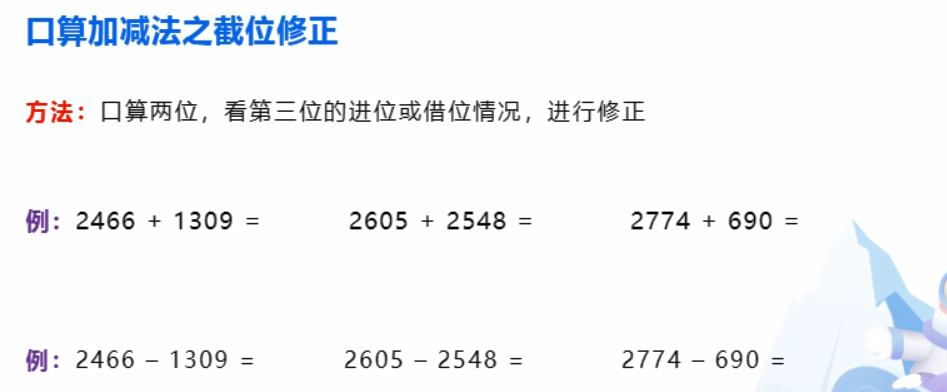 口算加减法之截位修正
方法：口算两位，看第三位的进位或借位情况，进行修正
例：2466 + 1309 = 2605 + 2548 = 2774 + 690 =
例：2466 – 1309 = 2605 – 2548 = 2774 – 690 =